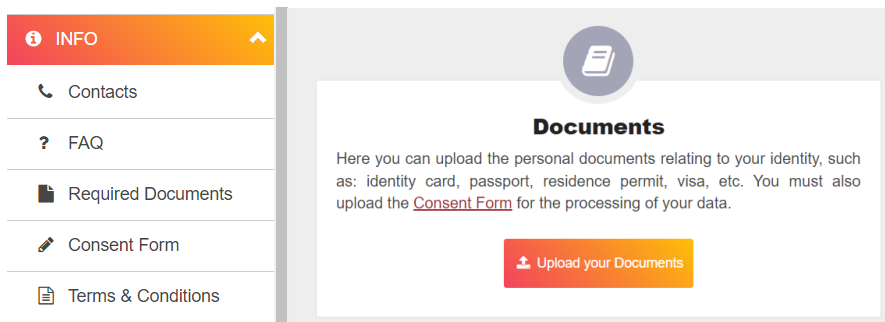 INFO
Contacts
? FAQ
Required Documents
Consent Form
Terms & Conditions
Documents
Here you can upload the personal documents relating to your identity, such
as: identity card, passport, residence permit, visa, etc. You must also
upload the Consent Form for the processing of your data.
Upload your Documents